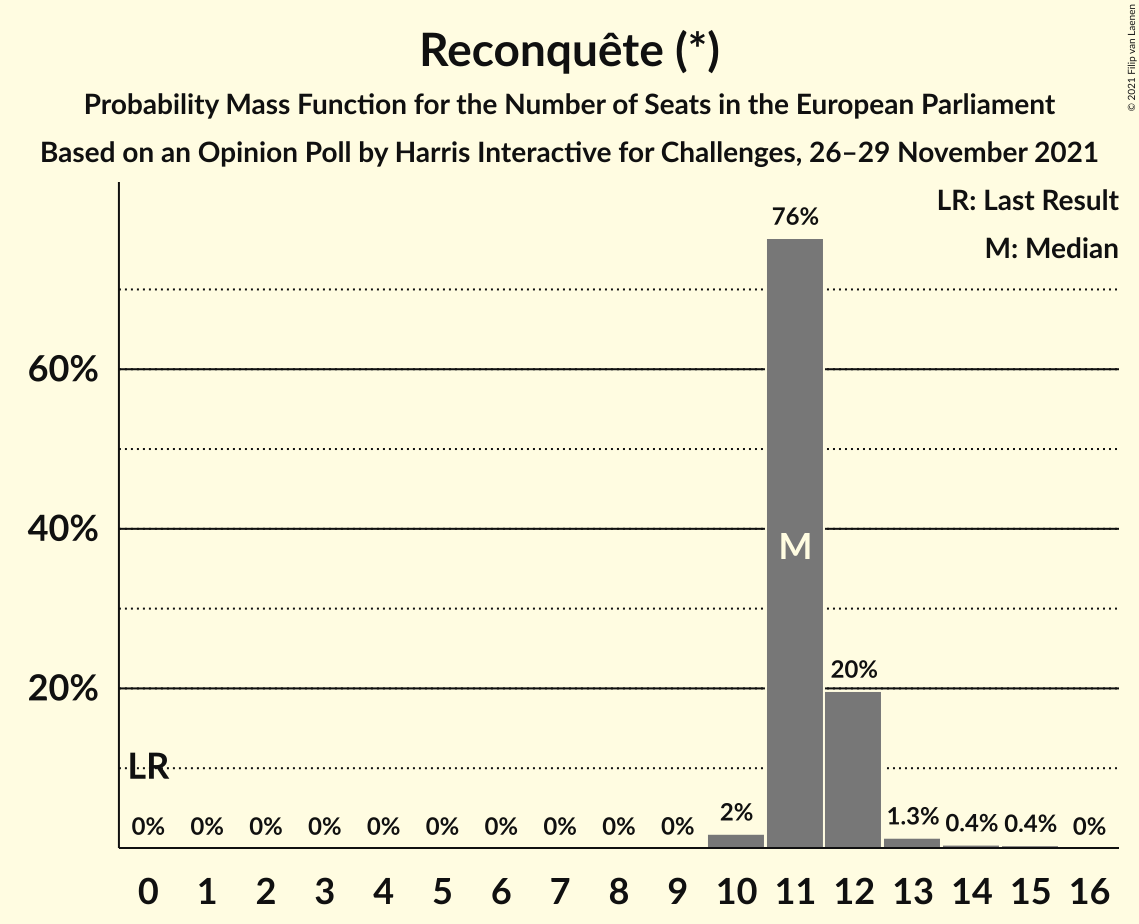 Reconquête (*)
Probability Mass Function for the Number of Seats in the European Parliament
Based on an Opinion Poll by Harris Interactive for Challenges, 26–29 November 2021
© 2021 Filip van Laenen
LR: Last Result
M: Median
76%
60%
40%
M
20%
20%
LR
0% 0% 0% 0% 0% 0% 0% 0% 0% 0% 2% 1.3% 0.4% 0.4% 0%
0 1 2 3 4 5 6 7 8 9 10 11 12 13 14 15 16